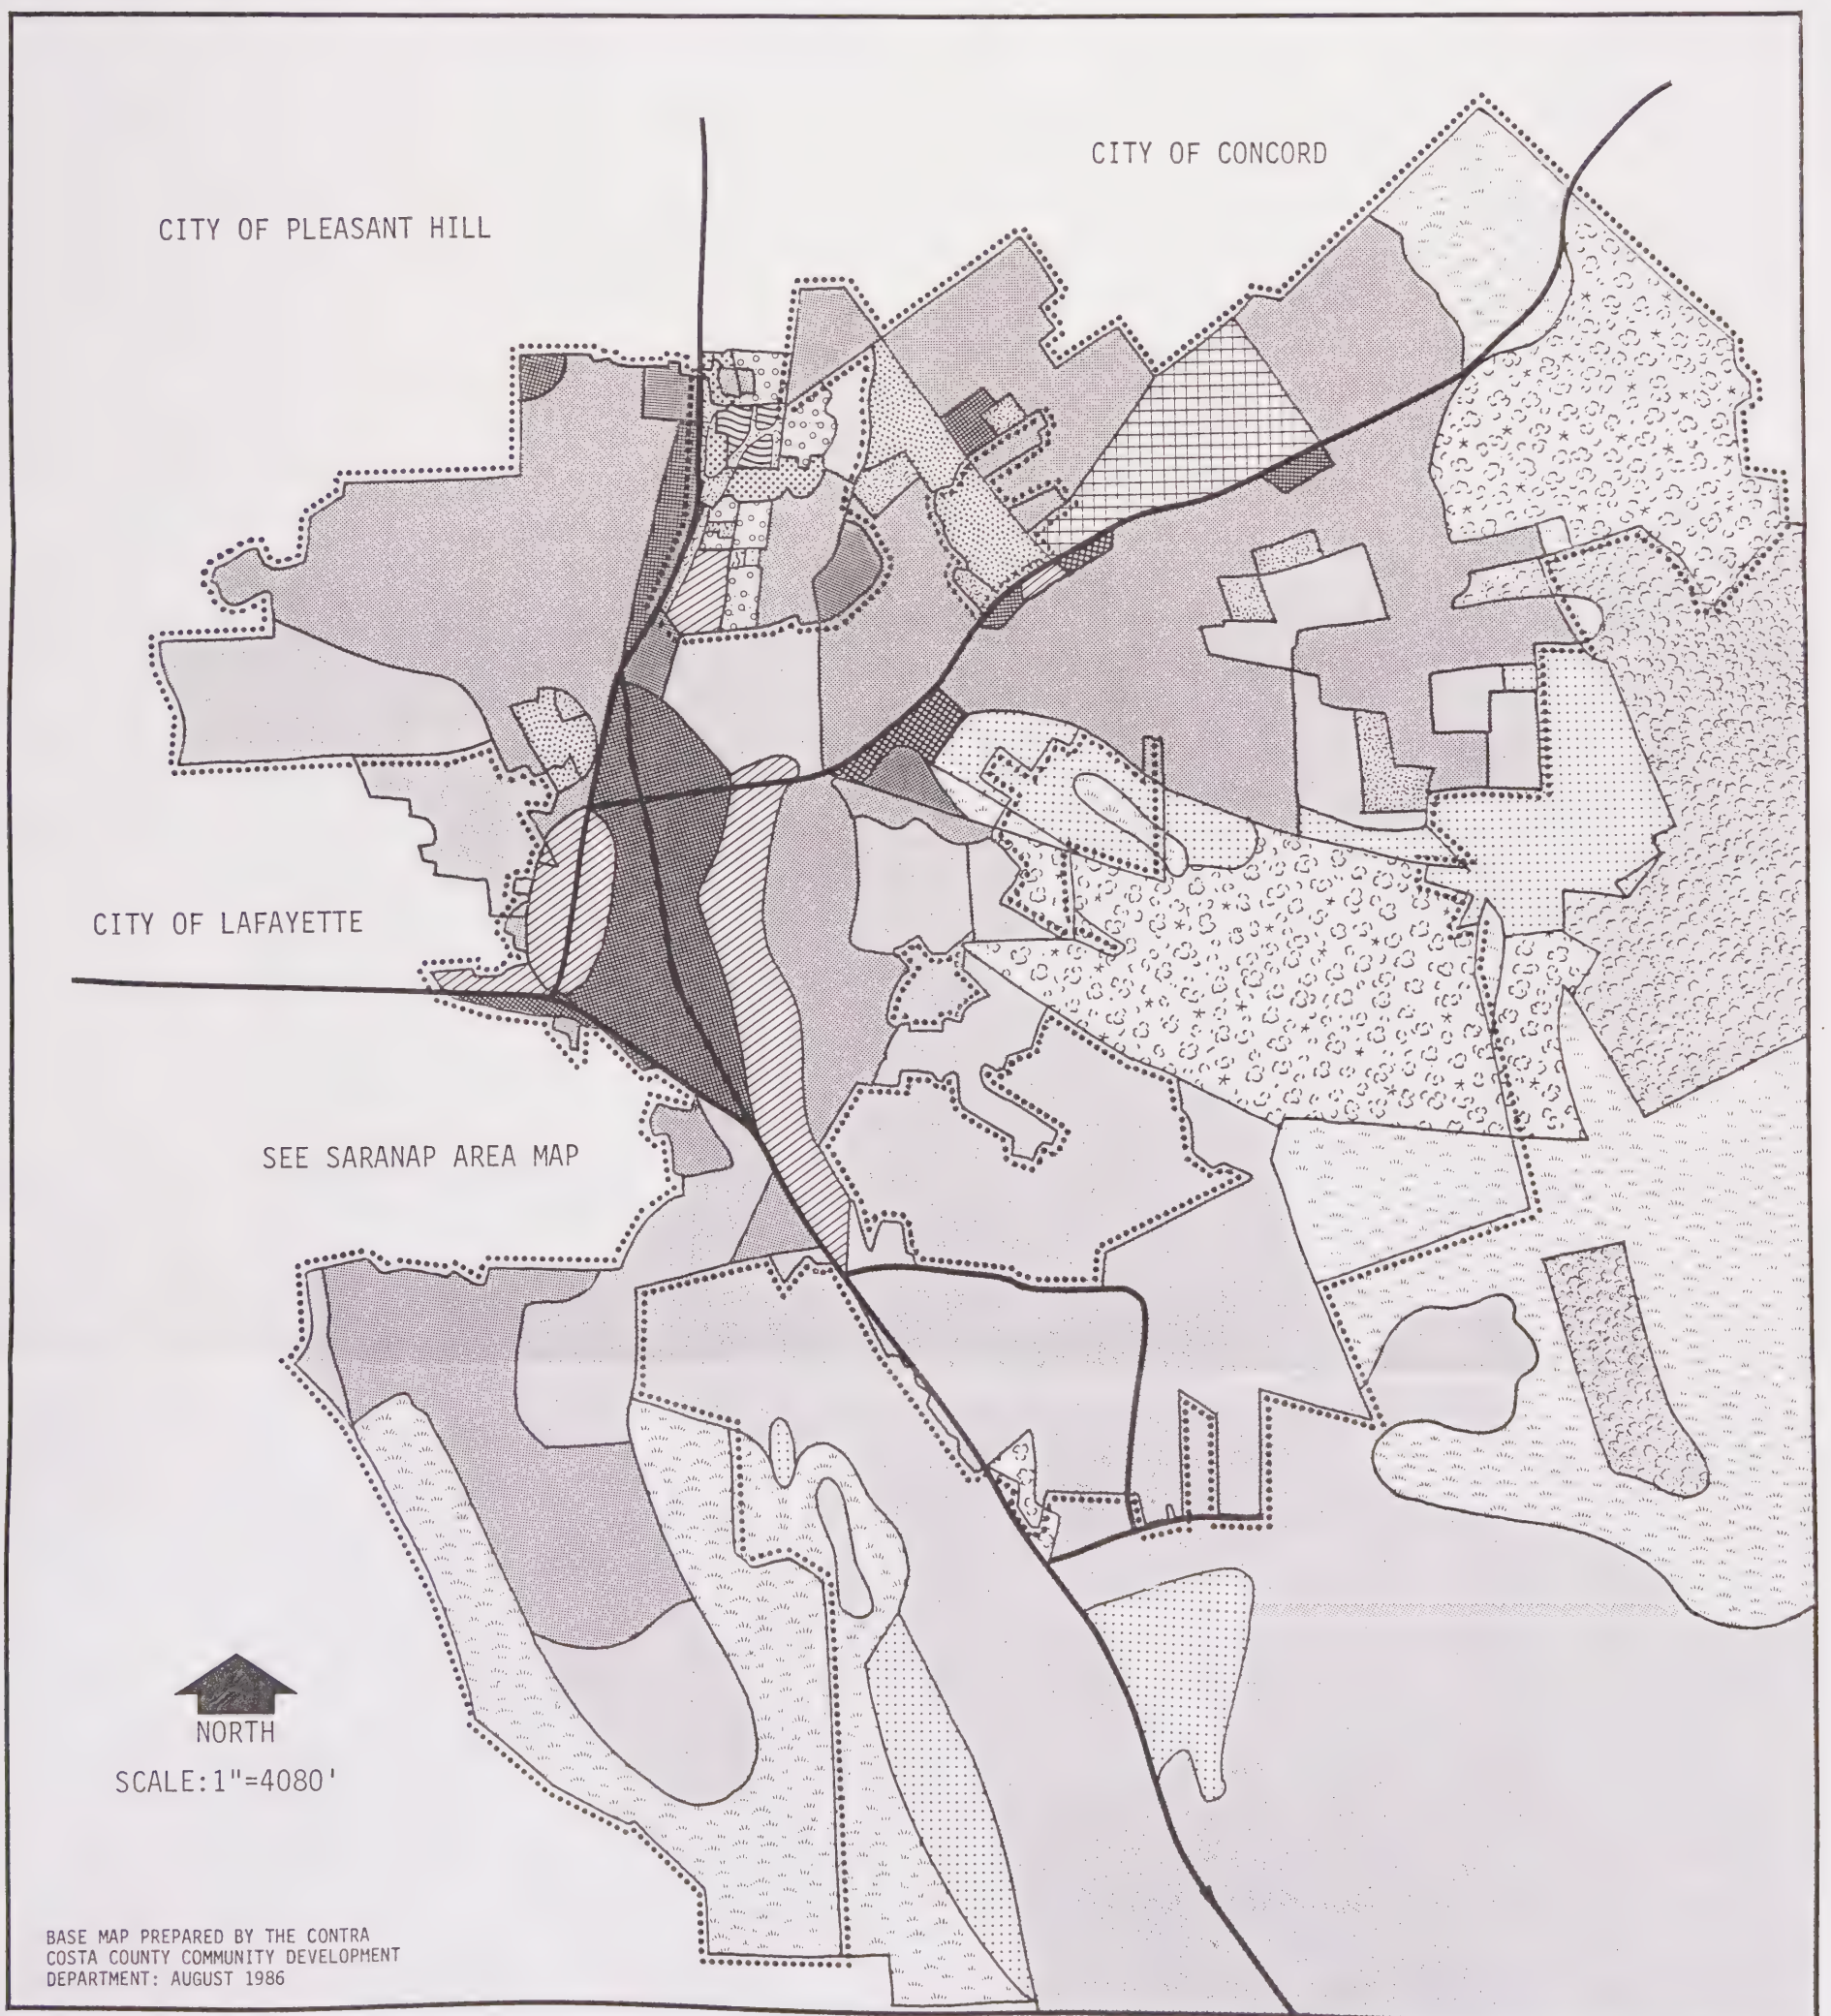 CITY OF CONCORD
CITY OF PLEASANT HILL
CITY OF LAFAYETTE
SEE SARANAP AREA MAP
NORTH
SCALE:1"=4080'
BASE MAP PREPARED BY THE CONTRA
COSTA COUNTY COMMUNITY DEVELOPMENT
DEPARTMENT: AUGUST 1986